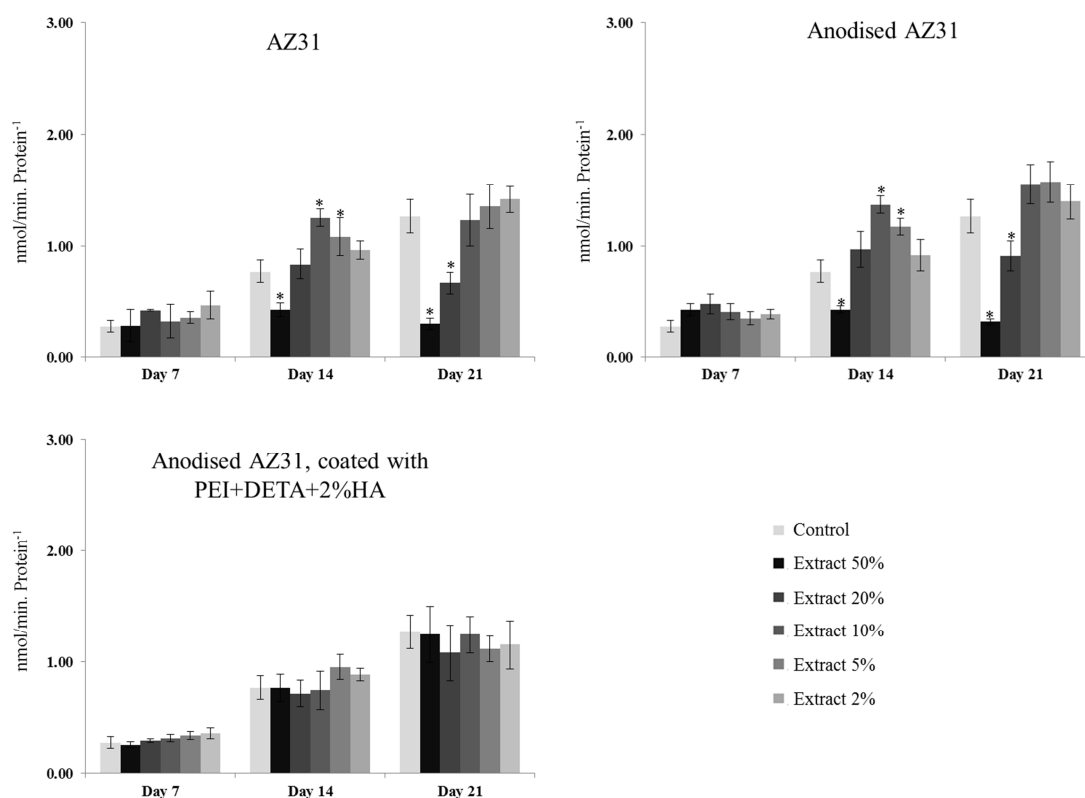 AZ31
nmol/min. Protein⁻¹
3.00
2.00
1.00
0.00
*
*
*
*
*
Day 7
Day 14
Day 21
Anodised AZ31
nmol/min. Protein⁻¹
3.00
2.00
1.00
0.00
*
*
*
*
*
Day 7
Day 14
Day 21
Anodised AZ31, coated with
PEI+DETA+2%HA
nmol/min. Protein⁻¹
3.00
2.00
1.00
0.00
Day 7
Day 14
Day 21
Control
Extract 50%
Extract 20%
Extract 10%
Extract 5%
Extract 2%